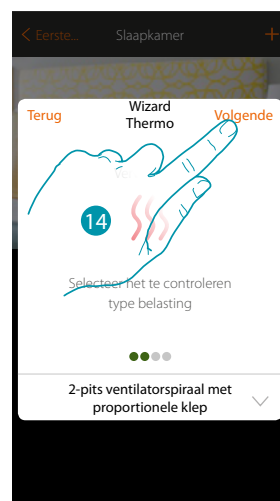 Eerste...
Slaapkamer
Terug
Wizard
Thermo
Volgende
14
Selecteer het te controleren
type belasting
2-pits ventilatorspiraal met
proportionele klep